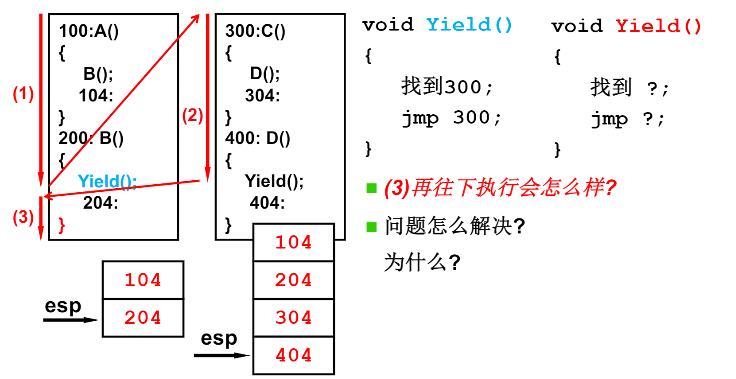 100:A()
{
B();
104:
}
200: B()
{
Yield();
204:
}
(1)
(3)
300:C()
{
D();
304:
}
400: D()
{
Yield();
404:
}
(2)
void Yield()
{
找到300;
jmp 300;
}
void Yield()
{
找到 ?;
jmp ?;
}
(3)再往下执行会怎么样?
问题怎么解决?
为什么?
104
204
esp
104
204
304
404
esp